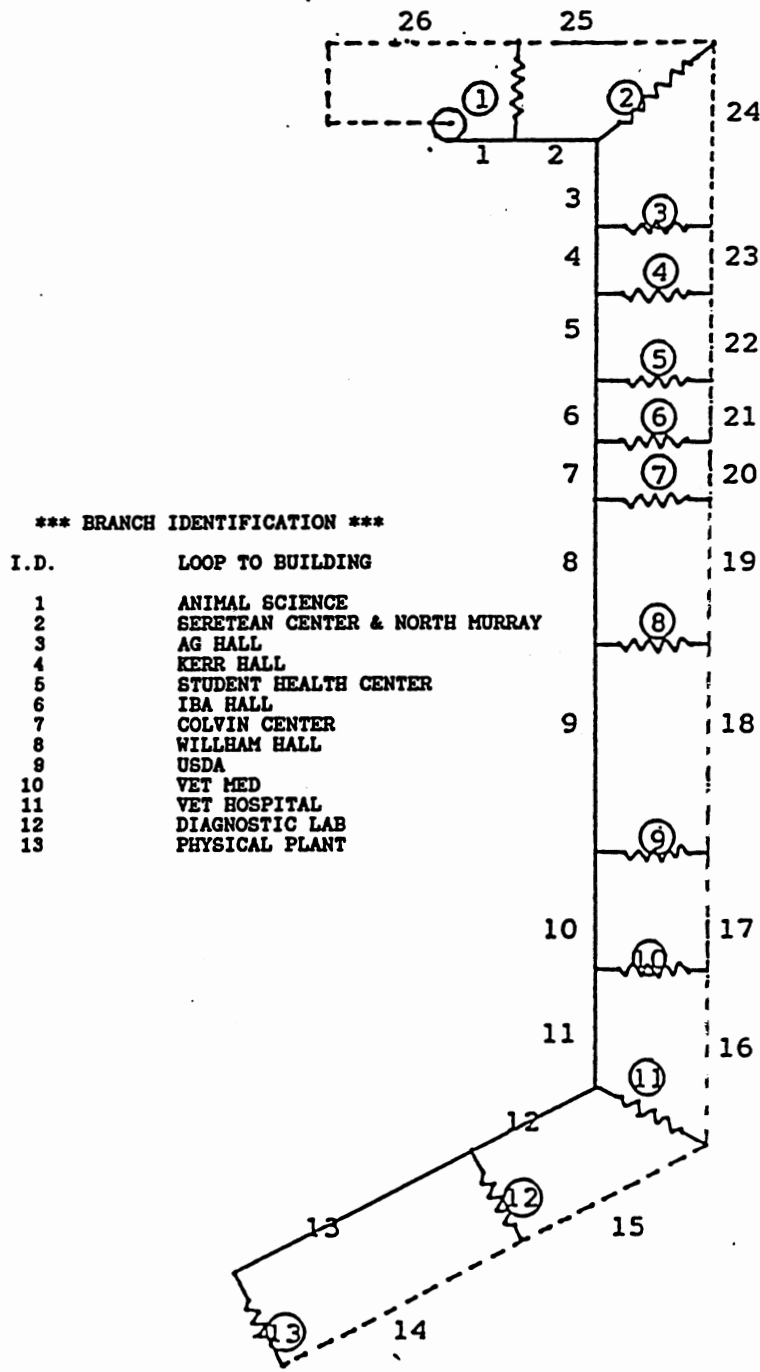 26 25
1 2 24
1 2
3 3
4 4 23
5 5 22
6 6 21
7 7 20
*** BRANCH IDENTIFICATION ***
I.D. LOOP TO BUILDING 8 19
1 ANIMAL SCIENCE
2 SERETEAN CENTER & NORTH MURRAY 8
3 AG HALL
4 KERR HALL
5 STUDENT HEALTH CENTER
6 IBA HALL
7 COLVIN CENTER 9 18
8 WILLHAM HALL
9 USDA
10 VET MED
11 VET HOSPITAL
12 DIAGNOSTIC LAB
13 PHYSICAL PLANT 9
10 10 17
11 16
11
12
12
13 15
13 14